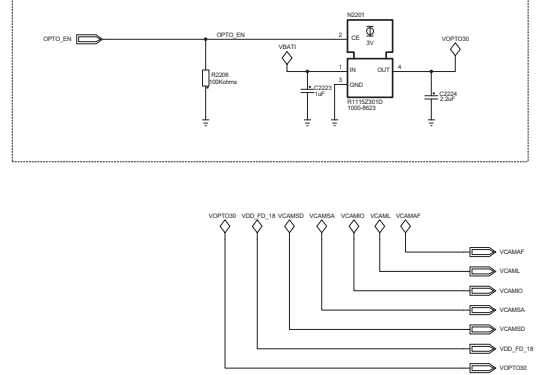 N2201
OPTO_EN
OPTO_EN
2
CE
3V
VBATI
VOPTO30
1
IN
OUT
4
3
GND
R2206
100Kohms
C2223
1uF
C2224
2.2uF
R1115Z301D
1000-8623
VOPTO30 VDD_FD_18 VCAMSD VCAMSA VCAMIO VCAML VCAMAF
VCAMAF
VCAML
VCAMIO
VCAMSA
VCAMSD
VDD_FD_18
VOPTO30